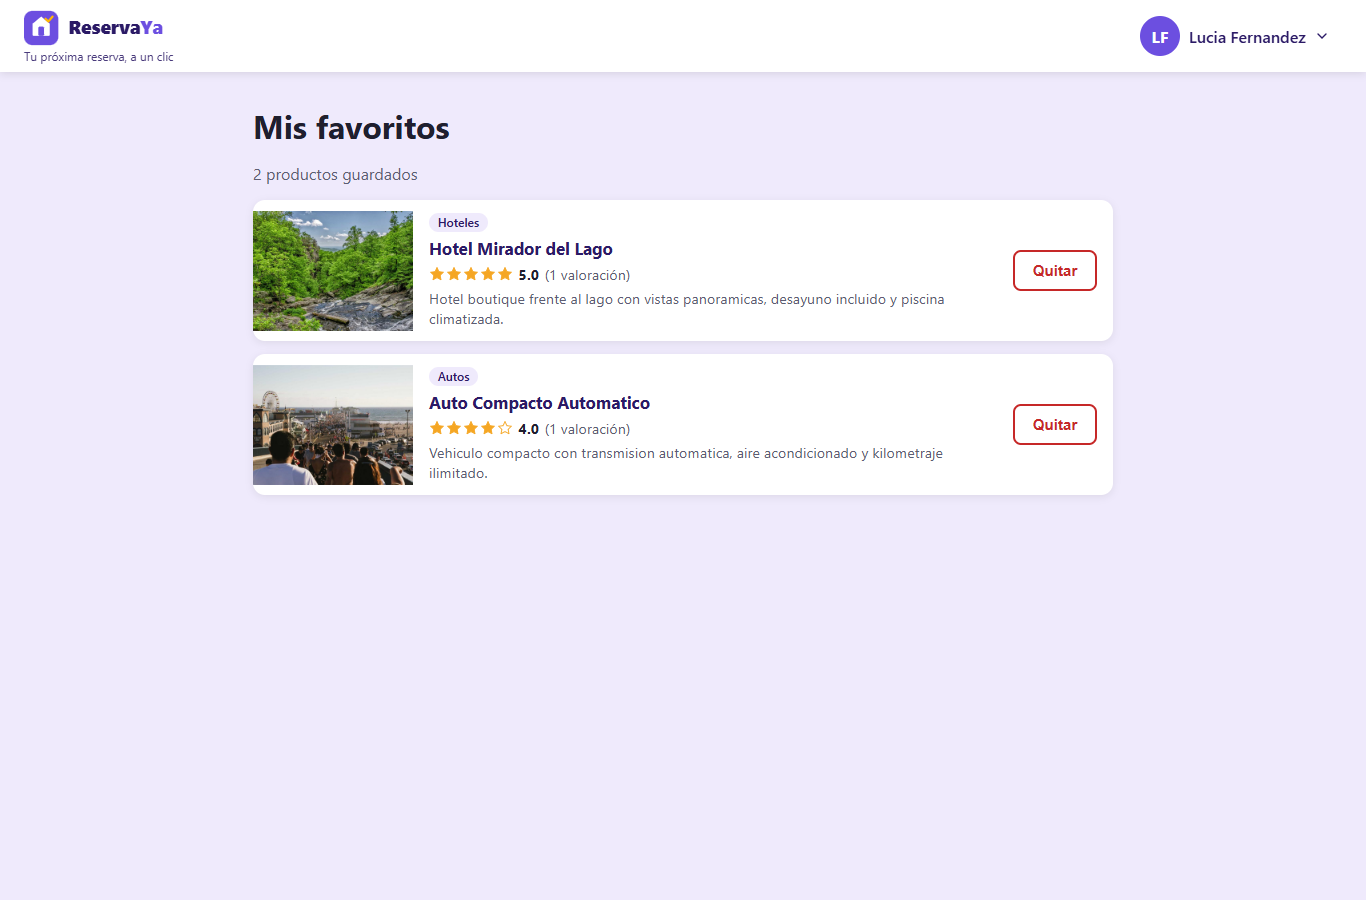 ReservaYa
Tu próxima reserva, a un clic
LF
Lucia Fernandez
Mis favoritos
2 productos guardados
Hoteles
Hotel Mirador del Lago
5.0 (1 valoración)
Hotel boutique frente al lago con vistas panoramicas, desayuno incluido y piscina
climatizada.
Quitar
Autos
Auto Compacto Automatico
4.0 (1 valoración)
Vehiculo compacto con transmision automatica, aire acondicionado y kilometraje
ilimitado.
Quitar